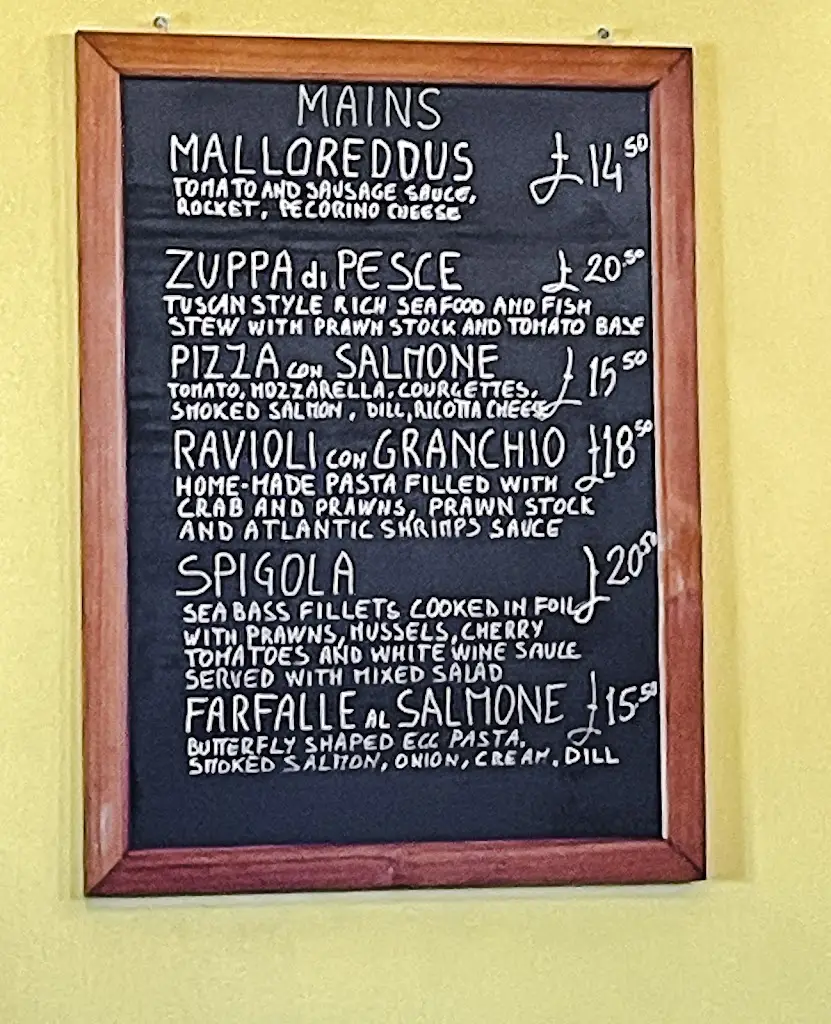 MAINS
MALLOREDDUS £14.50
TOMATO AND SAUSAGE SAUCE,
ROCKET, PECORINO CHEESE
ZUPPA di PESCE £20.50
TUSCAN STYLE RICH SEAFOOD AND FISH
STEW WITH PRAWN STOCK AND TOMATO BASE
PIZZA CON SALMONE £15.50
TOMATO, MOZZARELLA, COURGETTES,
SMOKED SALMON, DILL, RICOTTA CHEESE
RAVIOLI CON GRANCHIO £18.50
HOME-MADE PASTA FILLED WITH
CRAB AND PRAWNS, PRAWN STOCK
AND ATLANTIC SHRIMPS SAUCE
SPIGOLA £20.50
SEA BASS FILLETS COOKED IN FOIL
WITH PRAWNS, MUSSELS, CHERRY
TOMATOES AND WHITE WINE SAUCE
SERVED WITH MIXED SALAD
FARFALLE AL SALMONE £15.50
BUTTERFLY SHAPED EGG PASTA,
SMOKED SALMON, ONION, CREAM, DILL